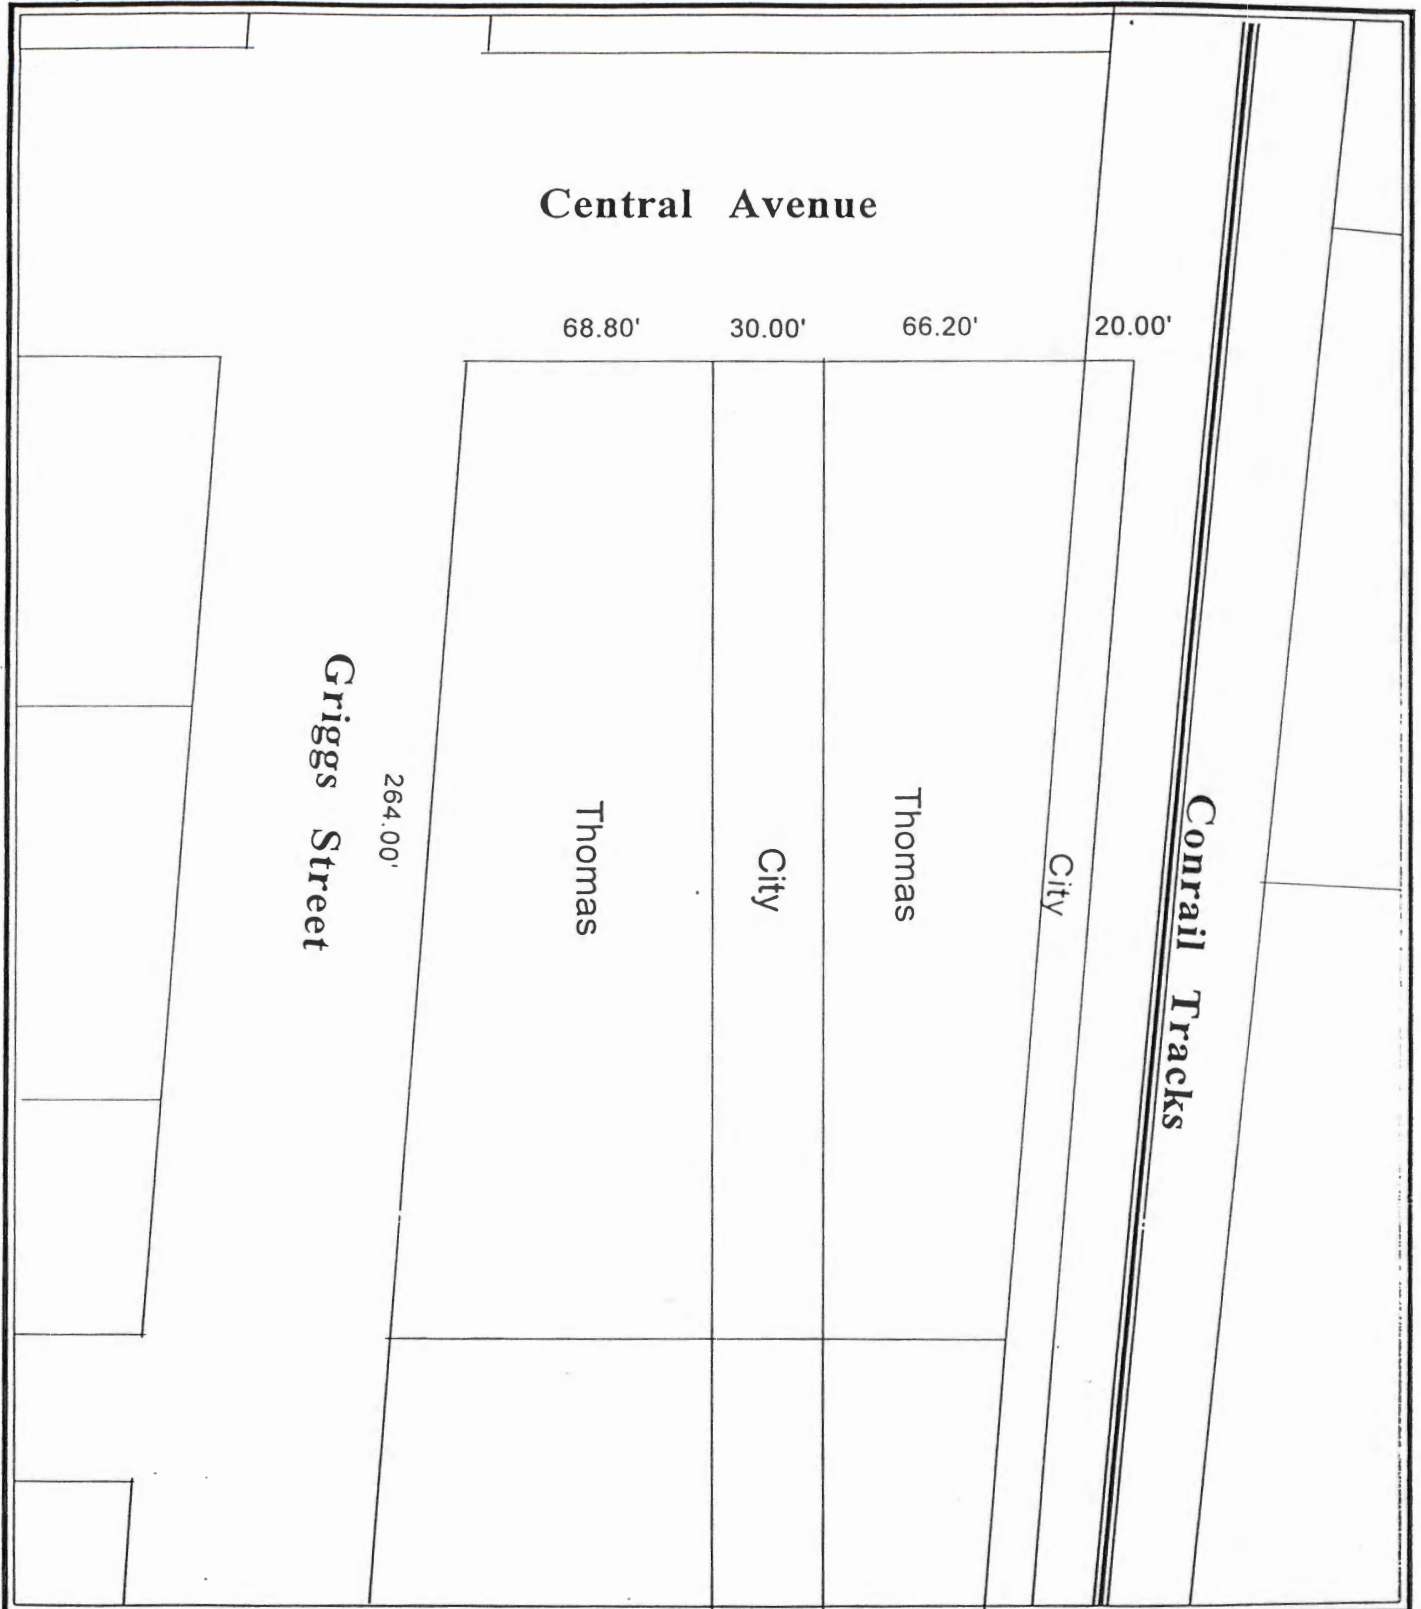 Central Avenue
68.80' 30.00' 66.20' 20.00'
Griggs Street
264.00'
Thomas
City
Thomas
City
Conrail Tracks